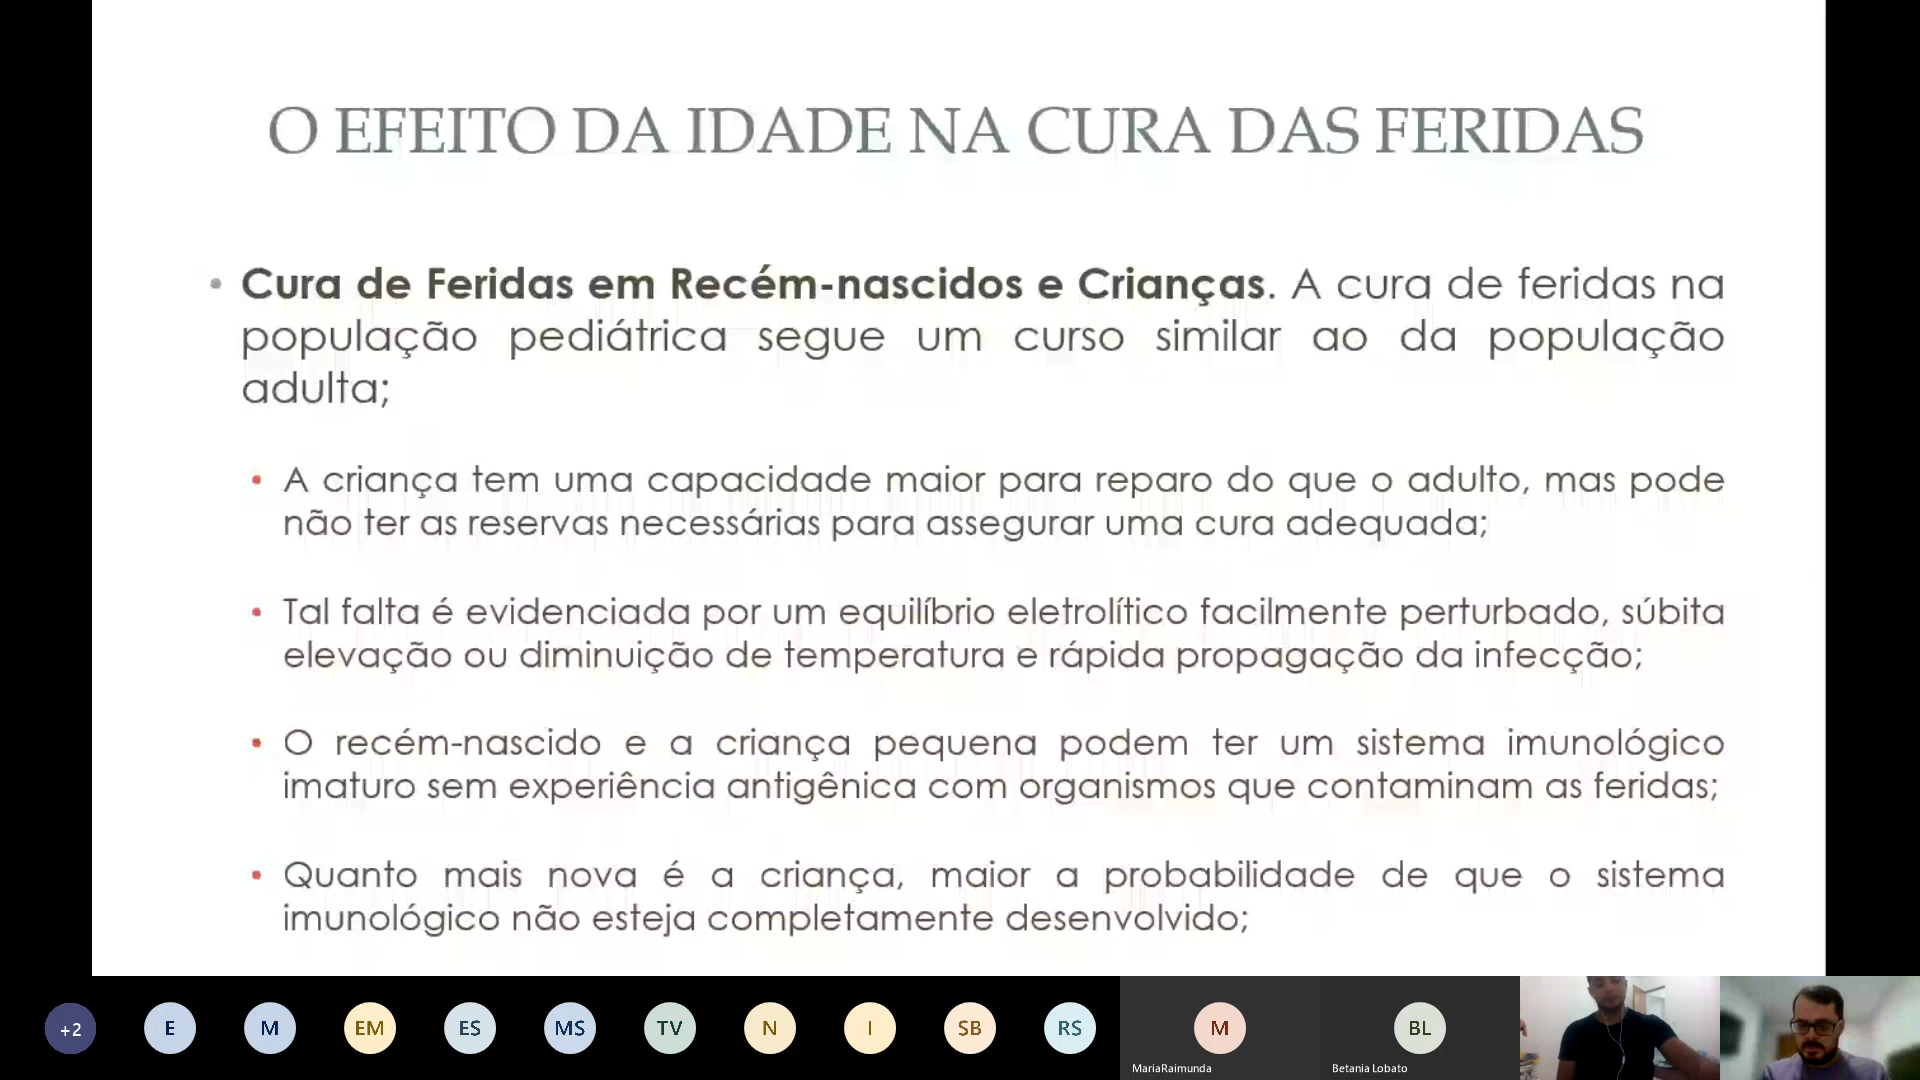 O EFEITO DA IDADE NA CURA DAS FERIDAS
• Cura de Feridas em Recém-nascidos e Crianças. A cura de feridas na
população pediátrica segue um curso similar ao da população
adulta;
• A criança tem uma capacidade maior para reparo do que o adulto, mas pode
não ter as reservas necessárias para assegurar uma cura adequada;
• Tal falta é evidenciada por um equilíbrio eletrolítico facilmente perturbado, súbita
elevação ou diminuição de temperatura e rápida propagação da infecção;
• O recém-nascido e a criança pequena podem ter um sistema imunológico
imaturo sem experiência antigênica com organismos que contaminam as feridas;
• Quanto mais nova é a criança, maior a probabilidade de que o sistema
imunológico não esteja completamente desenvolvido;
+2 E M EM ES MS TV N I SB RS M BL
MariaRaimunda Betania Lobato